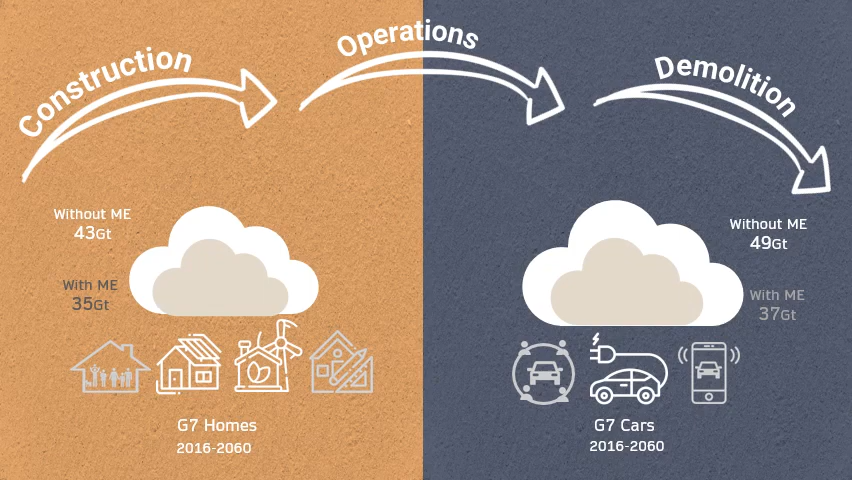 Construction
Operations
Demolition
Without ME
43Gt
With ME
35Gt
G7 Homes
2016-2060
Without ME
49Gt
With ME
37Gt
G7 Cars
2016-2060